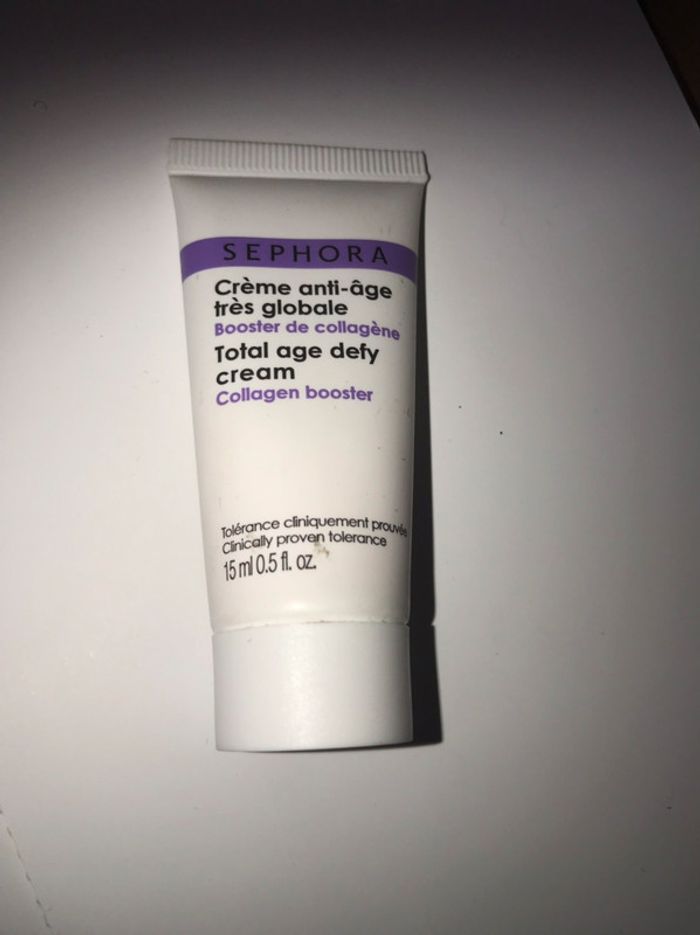 SEPHORA
Crème anti-âge
très globale
Booster de collagène
Total age defy
cream
Collagen booster
Tolérance cliniquement prouvée
Clinically proven tolerance
15 ml 0.5 fl. oz.